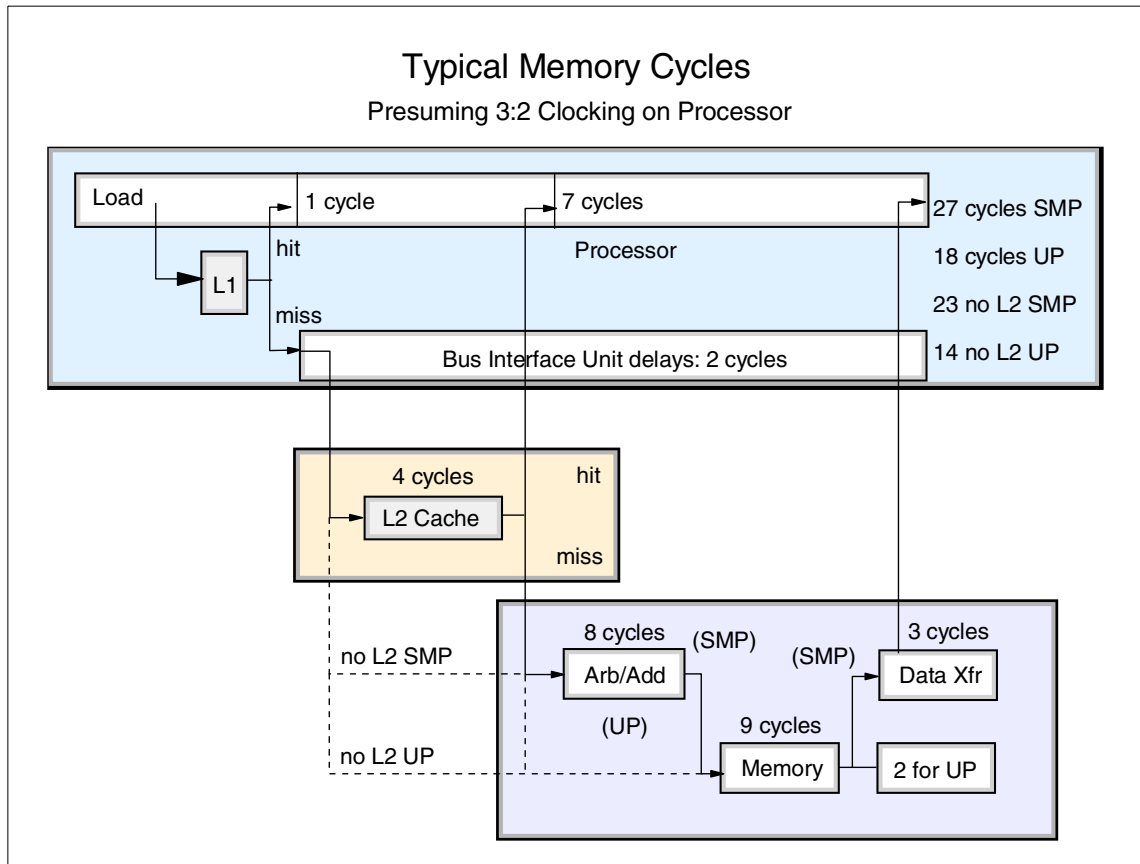 Typical Memory Cycles
Presuming 3:2 Clocking on Processor
Load
1 cycle
7 cycles
27 cycles SMP
hit
Processor
18 cycles UP
L1
23 no L2 SMP
miss
Bus Interface Unit delays: 2 cycles
14 no L2 UP
4 cycles
hit
L2 Cache
miss
8 cycles
(SMP)
3 cycles
no L2 SMP
(SMP)
Arb/Add
Data Xfr
(UP)
9 cycles
no L2 UP
Memory
2 for UP